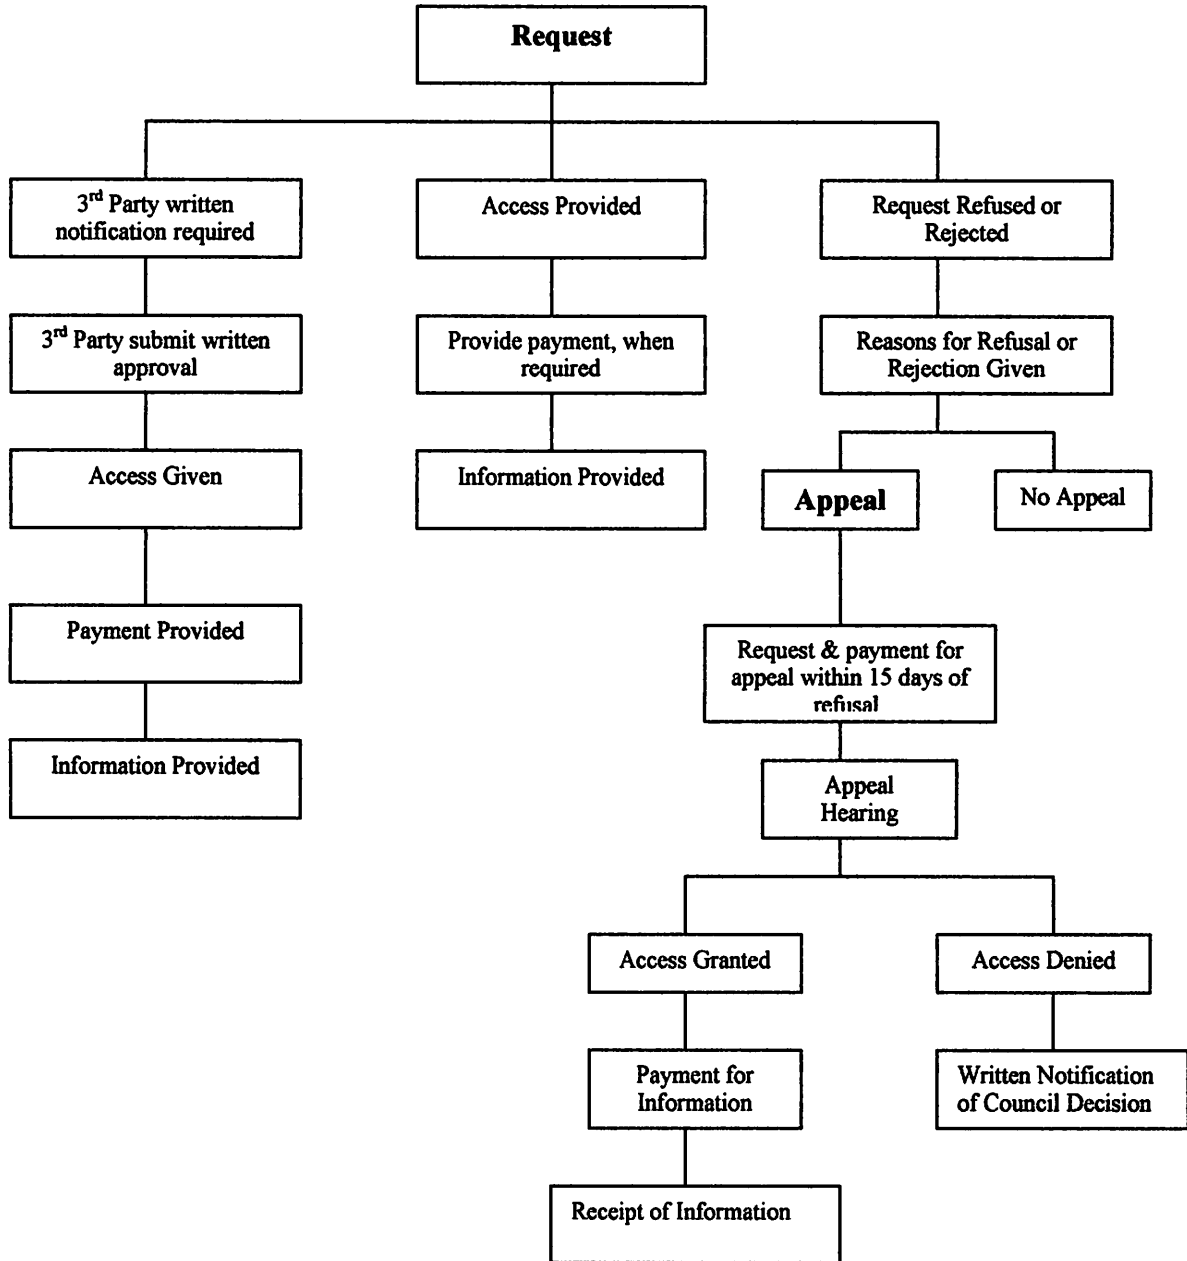 Request
3rd Party written
notification required
Access Provided
Request Refused or
Rejected
3rd Party submit written
approval
Provide payment, when
required
Reasons for Refusal or
Rejection Given
Access Given
Information Provided
Appeal
No Appeal
Payment Provided
Request & payment for
appeal within 15 days of
refusal
Information Provided
Appeal
Hearing
Access Granted
Access Denied
Payment for
Information
Written Notification
of Council Decision
Receipt of Information